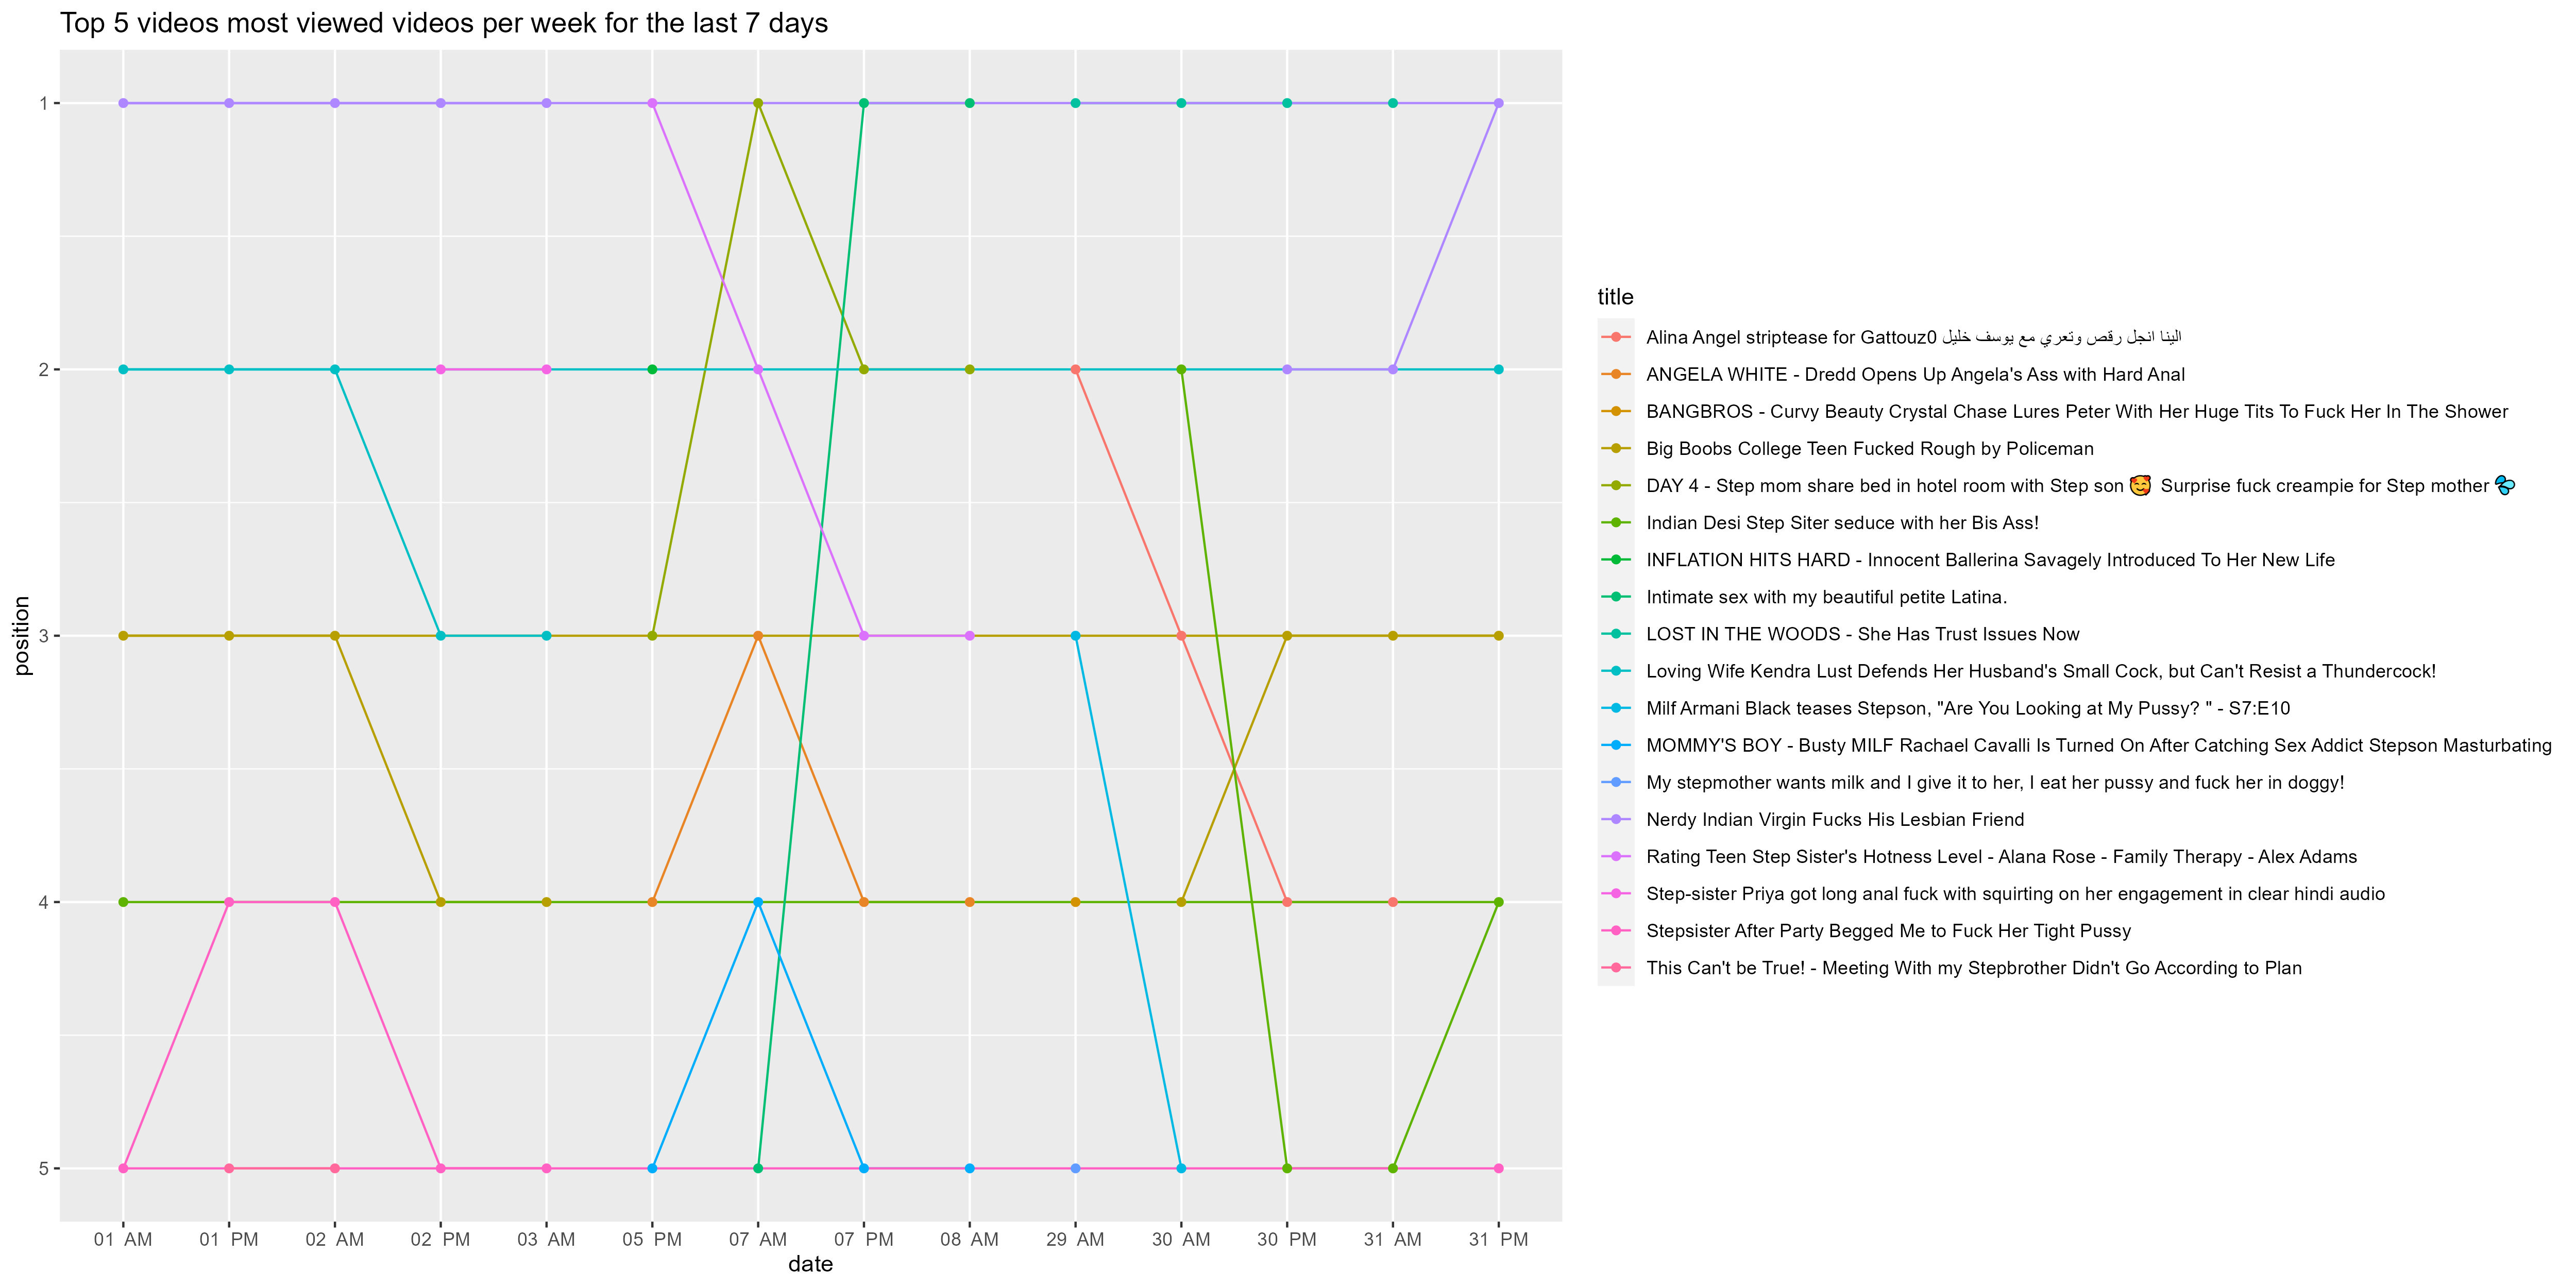 Top 5 videos most viewed videos per week for the last 7 days
position
1
2
3
4
5
01 AM 01 PM 02 AM 02 PM 03 AM 05 PM 07 AM 07 PM 08 AM 29 AM 30 AM 30 PM 31 AM 31 PM
date
title
Alina Angel striptease for Gattouz0 الينا انجل رقص وتعري مع يوسف خليل
ANGELA WHITE - Dredd Opens Up Angela's Ass with Hard Anal
BANGBROS - Curvy Beauty Crystal Chase Lures Peter With Her Huge Tits To Fuck Her In The Shower
Big Boobs College Teen Fucked Rough by Policeman
DAY 4 - Step mom share bed in hotel room with Step son 🥰 Surprise fuck creampie for Step mother 💦
Indian Desi Step Siter seduce with her Bis Ass!
INFLATION HITS HARD - Innocent Ballerina Savagely Introduced To Her New Life
Intimate sex with my beautiful petite Latina.
LOST IN THE WOODS - She Has Trust Issues Now
Loving Wife Kendra Lust Defends Her Husband's Small Cock, but Can't Resist a Thundercock!
Milf Armani Black teases Stepson, "Are You Looking at My Pussy? " - S7:E10
MOMMY'S BOY - Busty MILF Rachael Cavalli Is Turned On After Catching Sex Addict Stepson Masturbating
My stepmother wants milk and I give it to her, I eat her pussy and fuck her in doggy!
Nerdy Indian Virgin Fucks His Lesbian Friend
Rating Teen Step Sister's Hotness Level - Alana Rose - Family Therapy - Alex Adams
Step-sister Priya got long anal fuck with squirting on her engagement in clear hindi audio
Stepsister After Party Begged Me to Fuck Her Tight Pussy
This Can't be True! - Meeting With my Stepbrother Didn't Go According to Plan